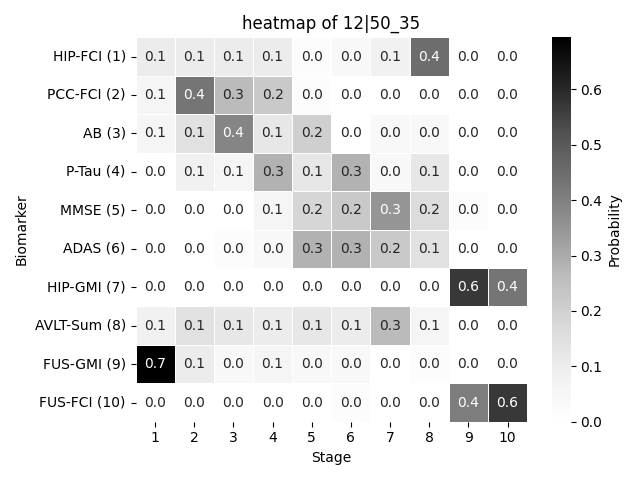 heatmap of 12|50_35
HIP-FCI (1) 0.1 0.1 0.1 0.1 0.0 0.0 0.1 0.4 0.0 0.0
PCC-FCI (2) 0.1 0.4 0.3 0.2 0.0 0.0 0.0 0.0 0.0 0.0
AB (3) 0.1 0.1 0.4 0.1 0.2 0.0 0.0 0.0 0.0 0.0
P-Tau (4) 0.0 0.1 0.1 0.3 0.1 0.3 0.0 0.1 0.0 0.0
MMSE (5) 0.0 0.0 0.0 0.1 0.2 0.2 0.3 0.2 0.0 0.0
ADAS (6) 0.0 0.0 0.0 0.0 0.3 0.3 0.2 0.1 0.0 0.0
HIP-GMI (7) 0.0 0.0 0.0 0.0 0.0 0.0 0.0 0.0 0.6 0.4
AVLT-Sum (8) 0.1 0.1 0.1 0.1 0.1 0.1 0.3 0.1 0.0 0.0
FUS-GMI (9) 0.7 0.1 0.0 0.1 0.0 0.0 0.0 0.0 0.0 0.0
FUS-FCI (10) 0.0 0.0 0.0 0.0 0.0 0.0 0.0 0.0 0.4 0.6
1 2 3 4 5 6 7 8 9 10
Stage
Biomarker
0.6
0.5
0.4
0.3
0.2
0.1
0.0
Probability